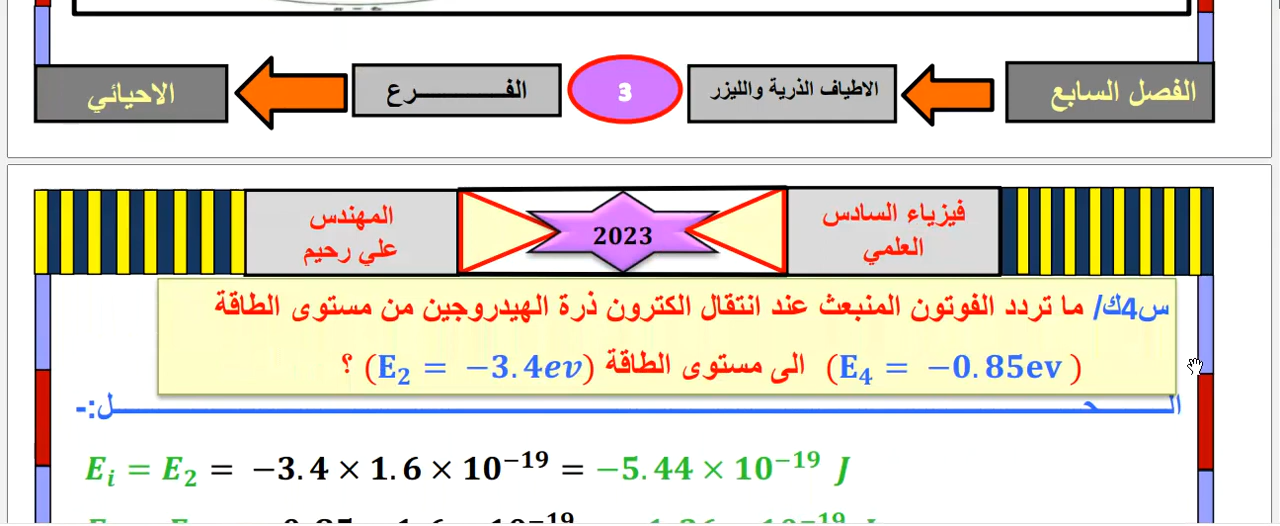 الفصل السابع
الاطياف الذرية والليزر
3
الفــــــــرع
الاحيائي
فيزياء السادس
العلمي
2023
المهندس
علي رحيم
س4ك/ ما تردد الفوتون المنبعث عند انتقال الكترون ذرة الهيدروجين من مستوى الطاقة
(E₄ = −0.85ev) الى مستوى الطاقة (E₂ = −3.4ev) ؟
الــــــحــــــــــــــــــــــــــــــــــــــــل:-
Eᵢ = E₂ = −3.4 × 1.6 × 10⁻¹⁹ = −5.44 × 10⁻¹⁹ J